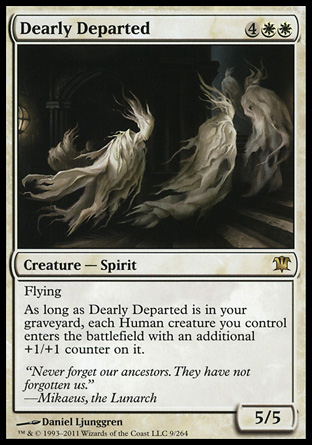 Dearly Departed 4
Creature — Spirit
Flying
As long as Dearly Departed is in your
graveyard, each Human creature you control
enters the battlefield with an additional
+1/+1 counter on it.
“Never forget our ancestors. They have not
forgotten us.”
—Mikaeus, the Lunarch
Daniel Ljunggren
™ & © 1993–2011 Wizards of the Coast LLC 9/264
5/5